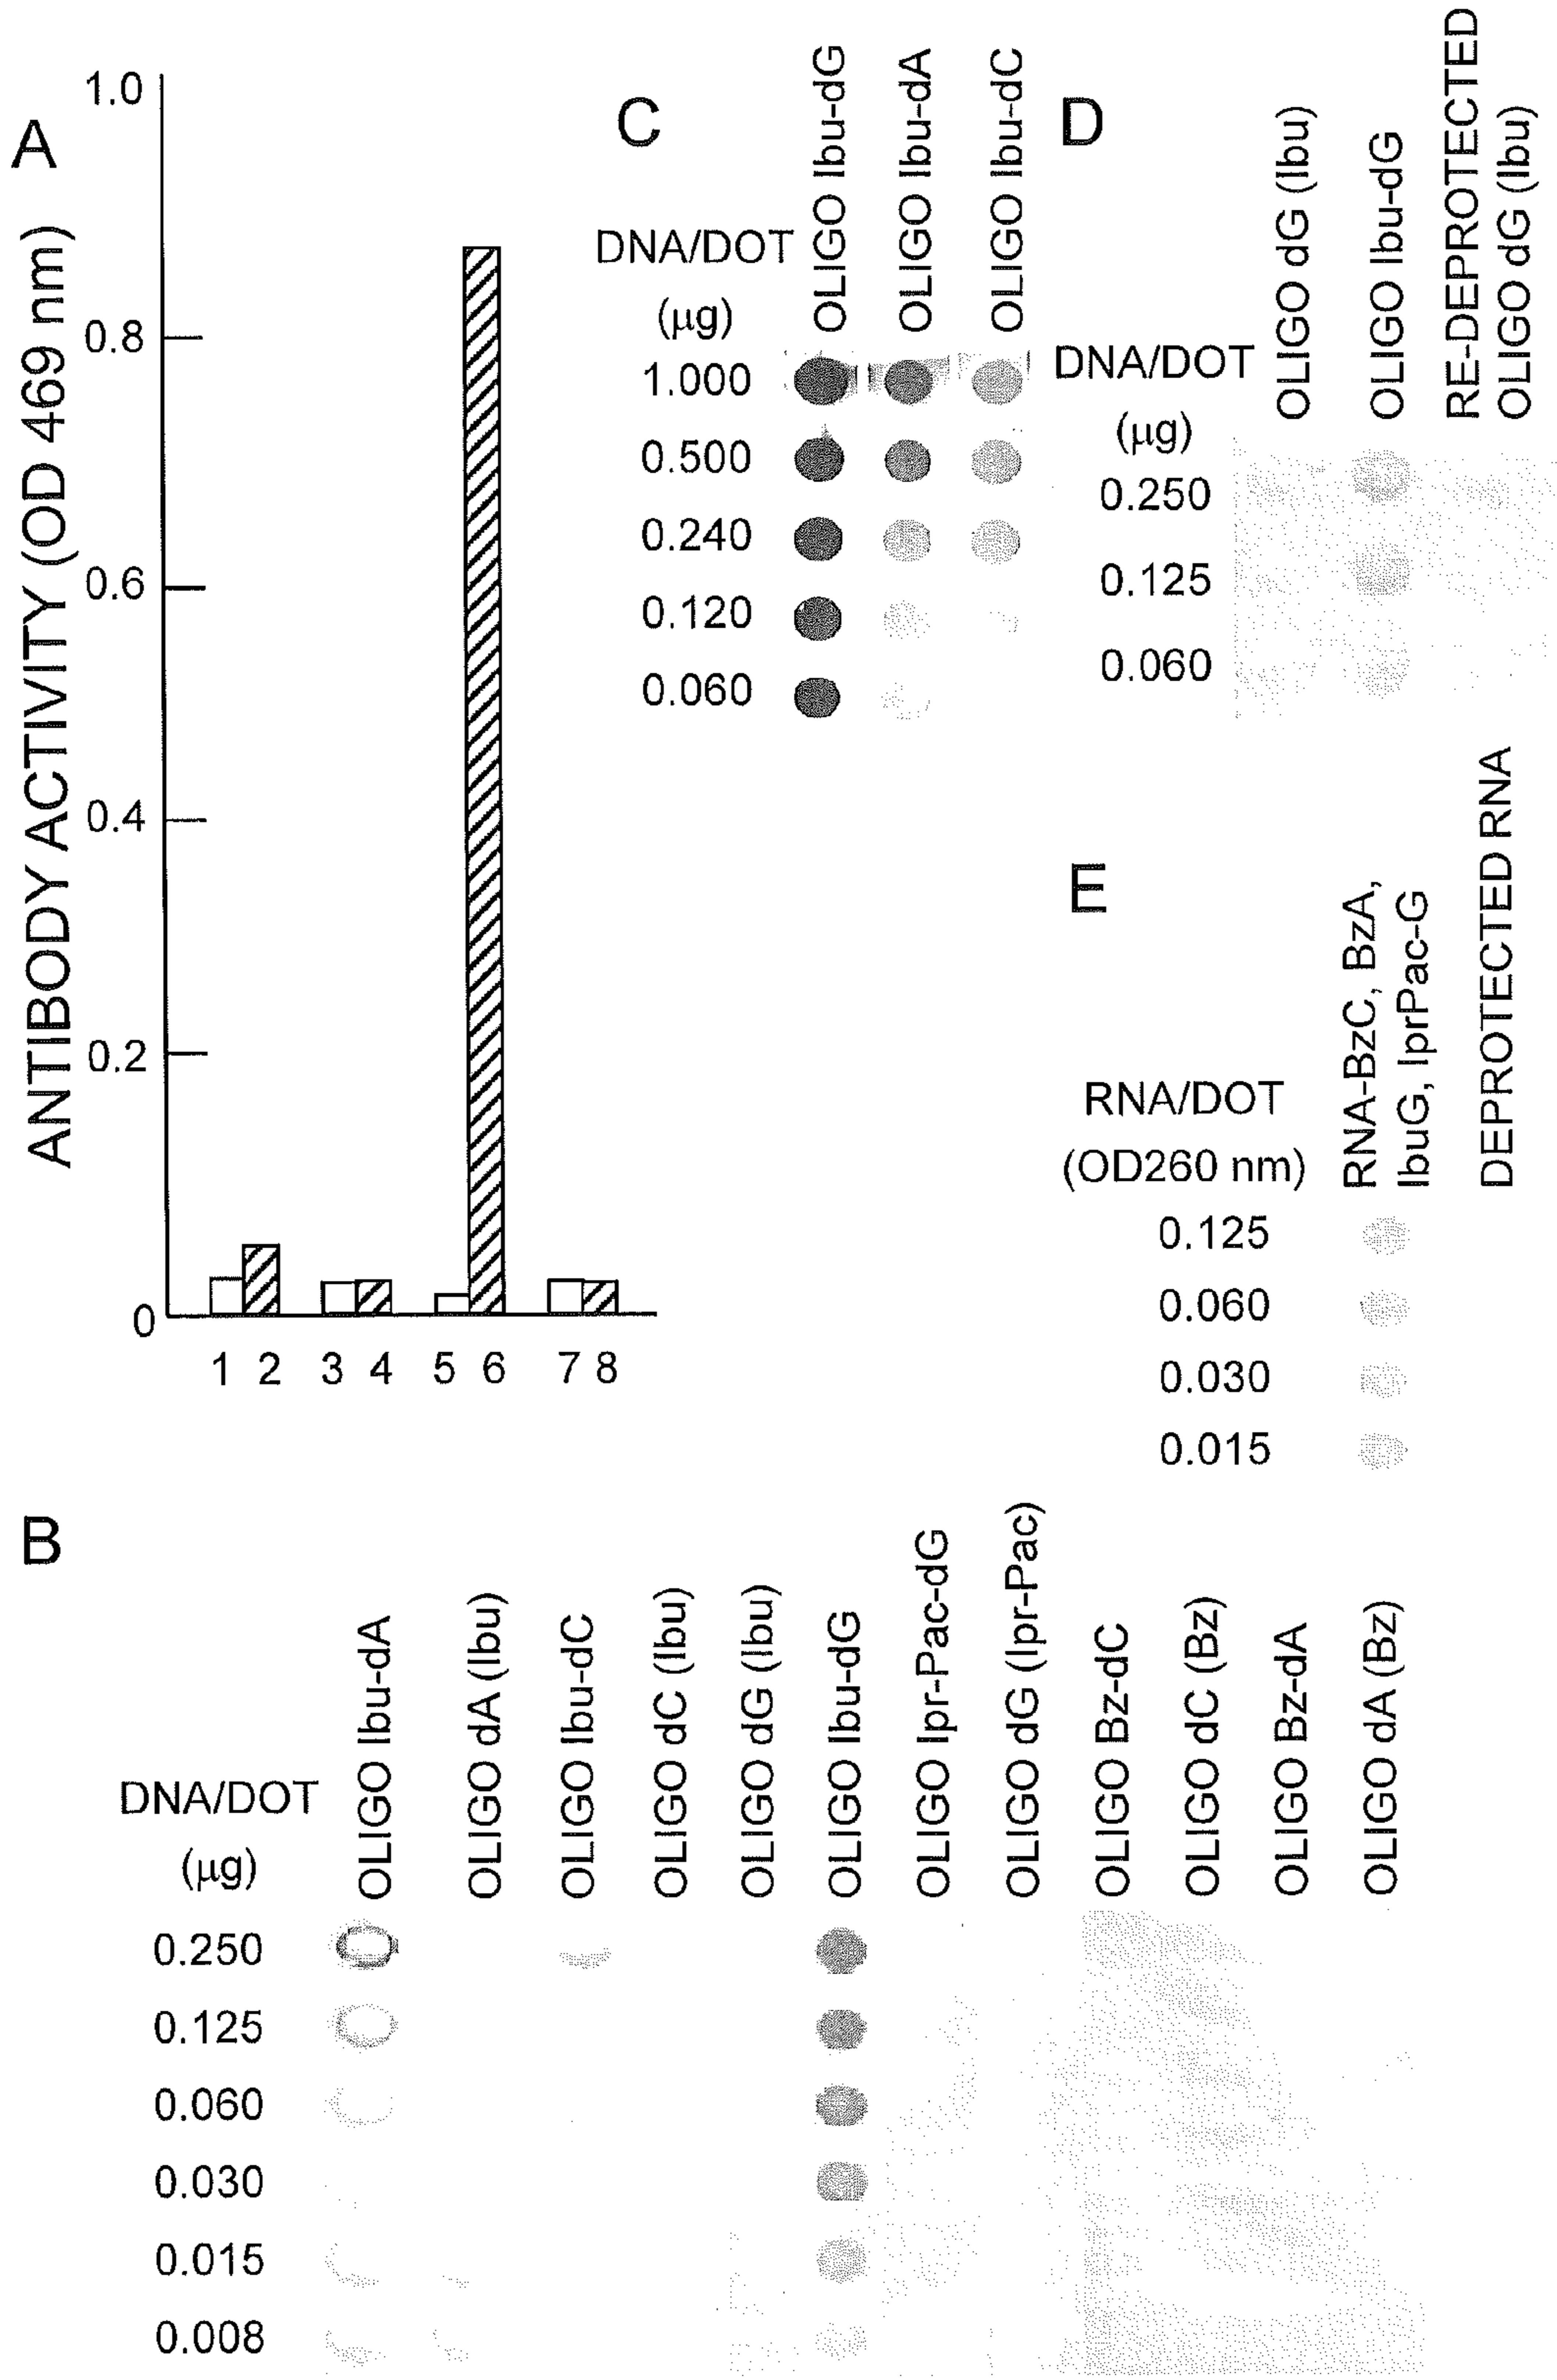 A
ANTIBODY ACTIVITY (OD 469 nm)
1.0
0.8
0.6
0.4
0.2
0
1 2 3 4 5 6 7 8
C
DNA/DOT
(µg)
OLIGO Ibu-dG
OLIGO Ibu-dA
OLIGO Ibu-dC
1.000
0.500
0.240
0.120
0.060
D
DNA/DOT
(µg)
OLIGO dG (Ibu)
OLIGO Ibu-dG
RE-DEPROTECTED
OLIGO dG (Ibu)
0.250
0.125
0.060
E
RNA/DOT
(OD260 nm)
RNA-BzC, BzA,
IbuG, IprPac-G
DEPROTECTED RNA
0.125
0.060
0.030
0.015
B
DNA/DOT
(µg)
OLIGO Ibu-dA
OLIGO dA (Ibu)
OLIGO Ibu-dC
OLIGO dC (Ibu)
OLIGO dG (Ibu)
OLIGO Ibu-dG
OLIGO Ipr-Pac-dG
OLIGO dG (Ipr-Pac)
OLIGO Bz-dC
OLIGO dC (Bz)
OLIGO Bz-dA
OLIGO dA (Bz)
0.250
0.125
0.060
0.030
0.015
0.008